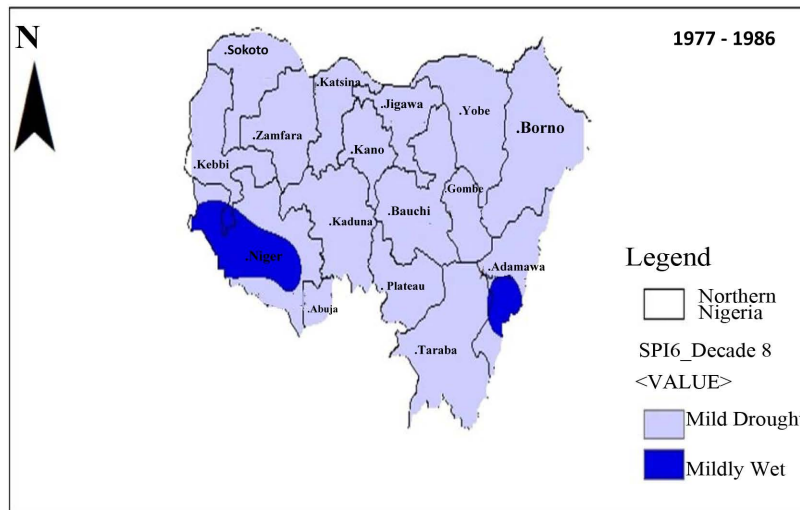 N
1977 - 1986
.Sokoto
.Katsina
.Jigawa
.Yobe
.Borno
.Zamfara
.Kano
.Kebbi
.Gombe
.Bauchi
.Kaduna
.Niger
.Adamawa
.Plateau
.Abuja
.Taraba
Legend
Northern
Nigeria
SPI6_Decade 8
<VALUE>
Mild Drought
Mildly Wet